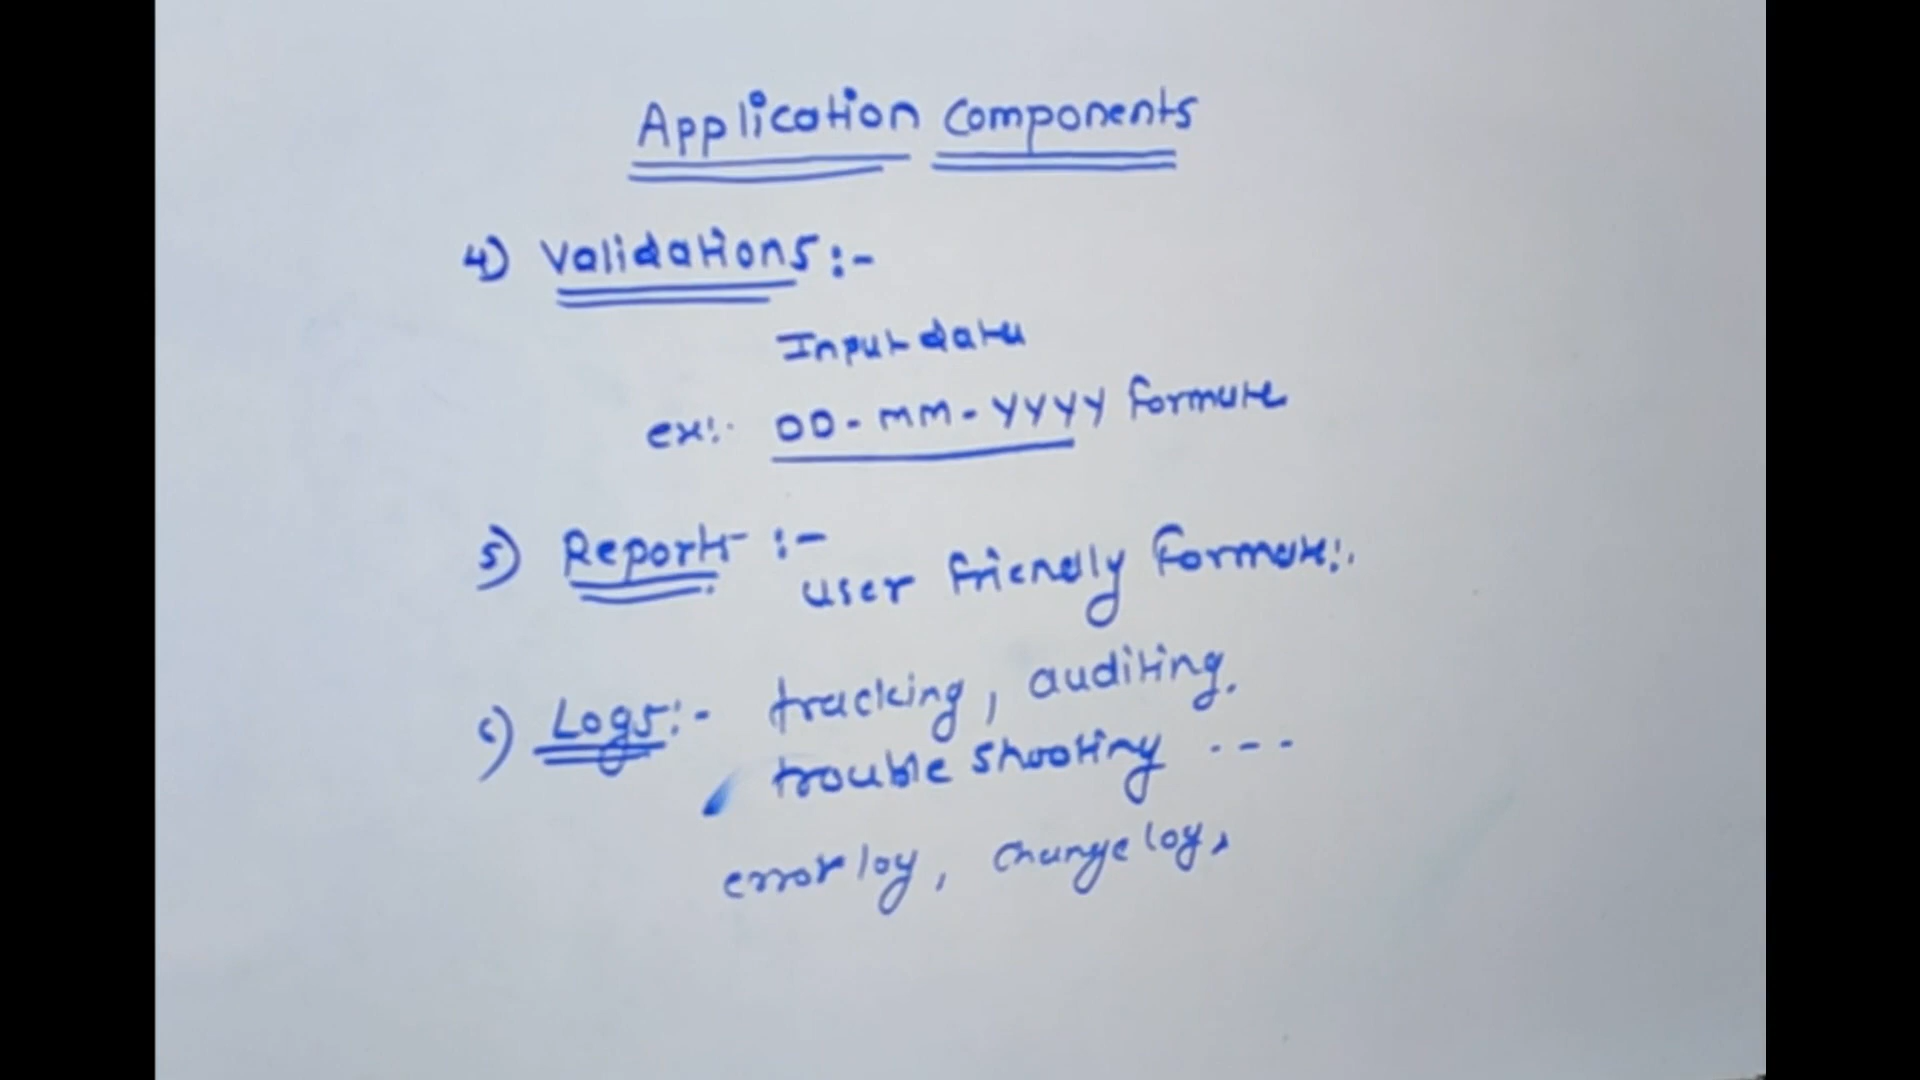 Application Components
4) Validations :-
Input data
ex:. DD-MM-YYYY format
5) Reports :-
user friendly format:.
6) Logs:- tracking, auditing.
trouble shooting ---
error log, change log,